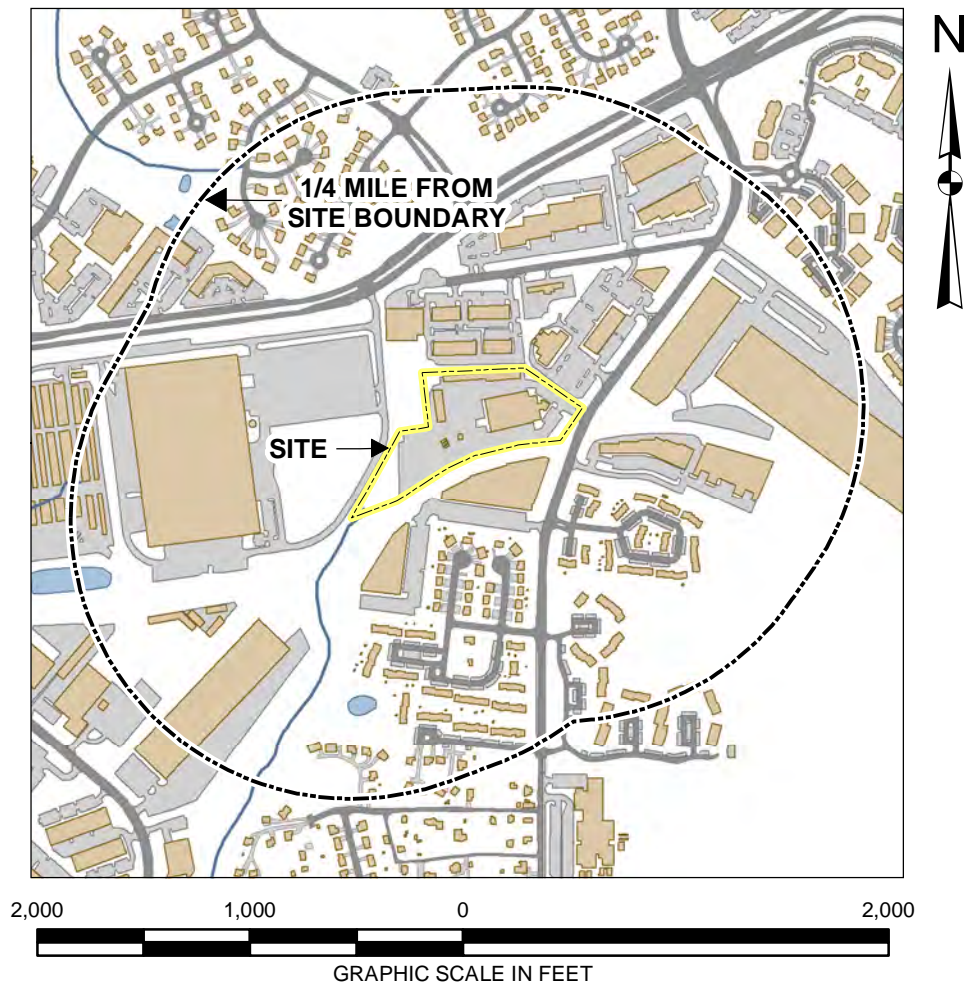 N
1/4 MILE FROM
SITE BOUNDARY
SITE
2,000 1,000 0 2,000
GRAPHIC SCALE IN FEET